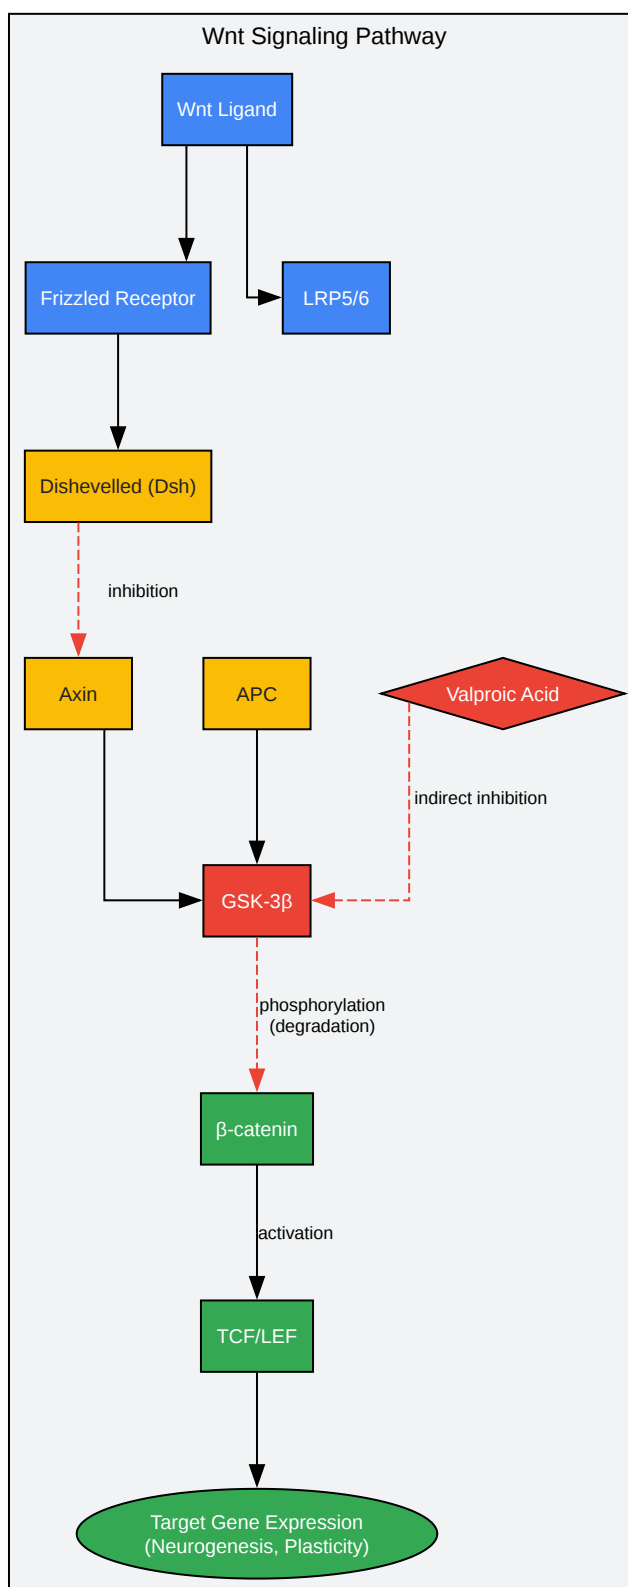 Wnt Signaling Pathway
Wnt Ligand
Frizzled Receptor
LRP5/6
Dishevelled (Dsh)
inhibition
Axin
APC
Valproic Acid
indirect inhibition
GSK-3β
phosphorylation
(degradation)
β-catenin
activation
TCF/LEF
Target Gene Expression
(Neurogenesis, Plasticity)